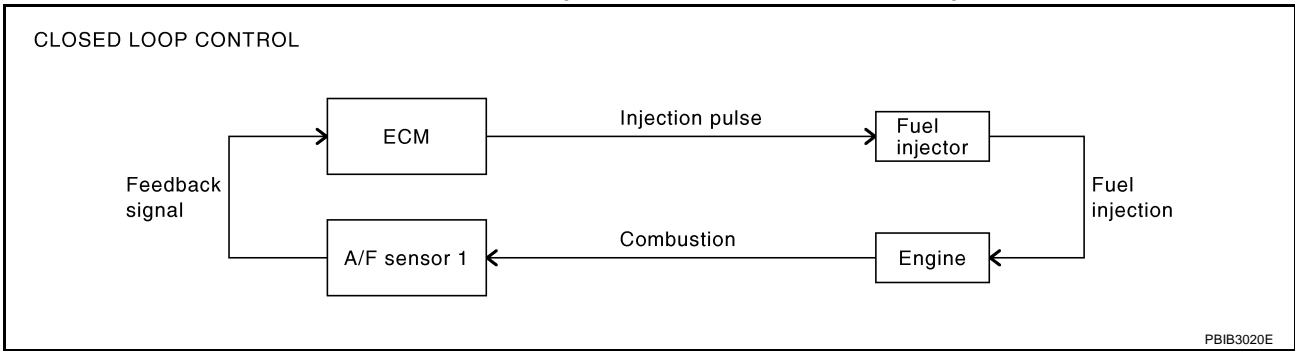 CLOSED LOOP CONTROL
ECM
Injection pulse
Fuel
injector
Feedback
signal
Fuel
injection
A/F sensor 1
Combustion
Engine
PBIB3020E